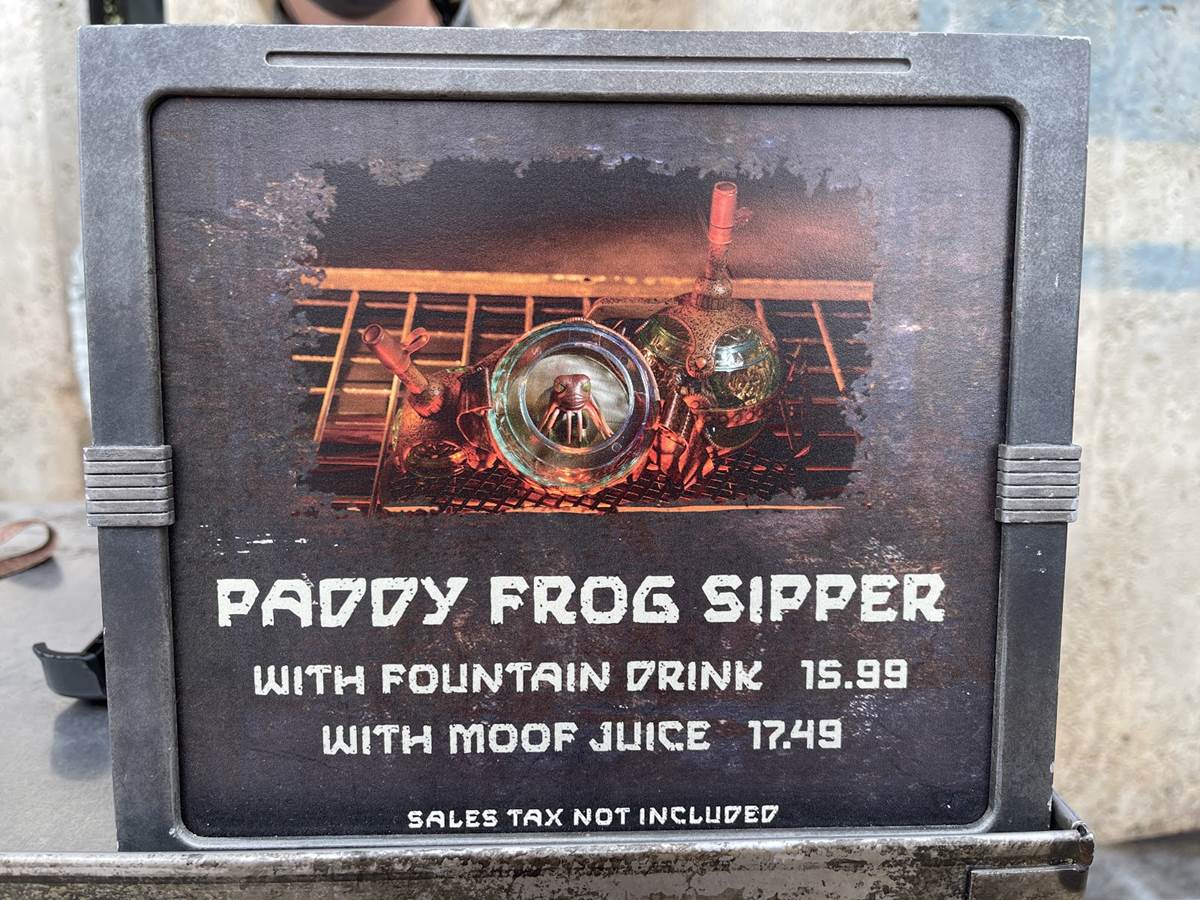 PADDY FROG SIPPER
WITH FOUNTAIN DRINK 15.99
WITH MOOF JUICE 17.49
SALES TAX NOT INCLUDED